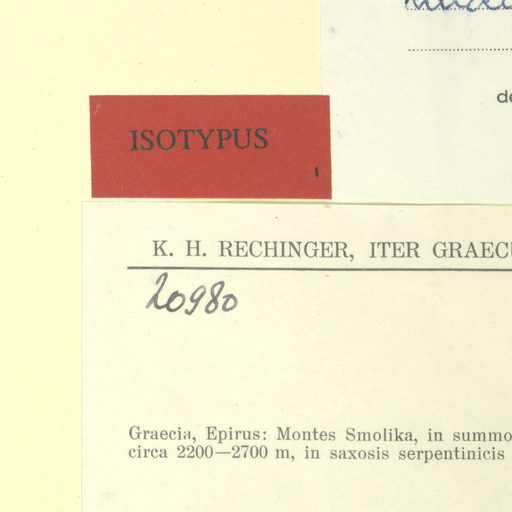 ISOTYPUS
K. H. RECHINGER, ITER GRAECU
20980
Graecia, Epirus: Montes Smolika, in summo
circa 2200—2700 m, in saxosis serpentinicis